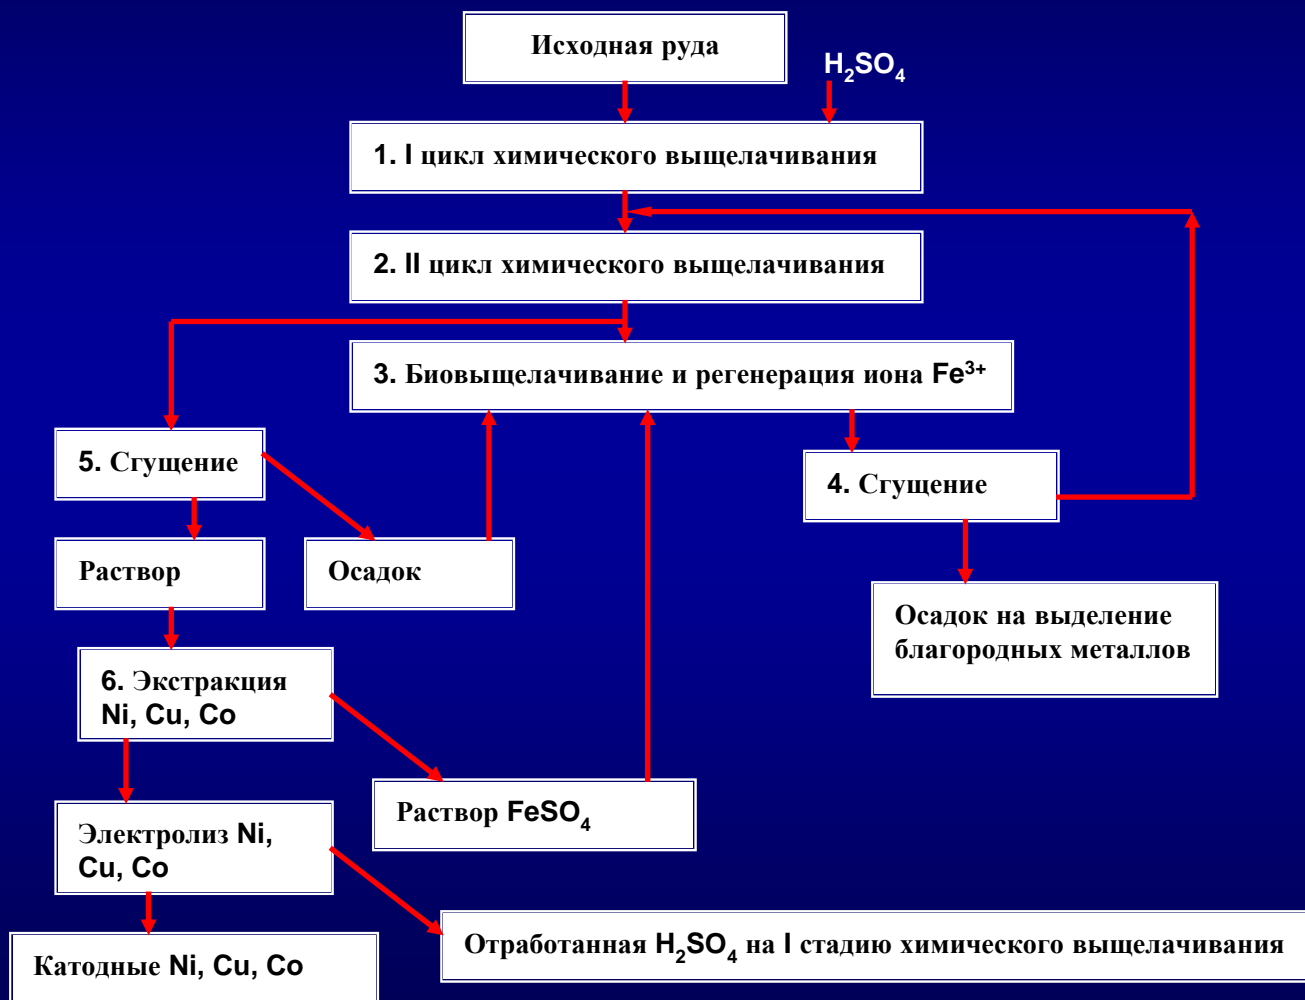 Исходная руда
H₂SO₄
1. I цикл химического выщелачивания
2. II цикл химического выщелачивания
3. Биовыщелачивание и регенерация иона Fe³⁺
5. Сгущение
4. Сгущение
Раствор
Осадок
Осадок на выделение
благородных металлов
6. Экстракция
Ni, Cu, Co
Раствор FeSO₄
Электролиз Ni,
Cu, Co
Отработанная H₂SO₄ на I стадию химического выщелачивания
Катодные Ni, Cu, Co